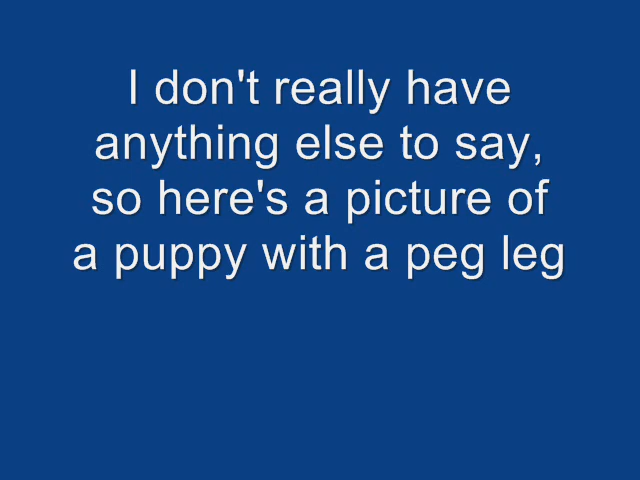 I don't really have
anything else to say,
so here's a picture of
a puppy with a peg leg